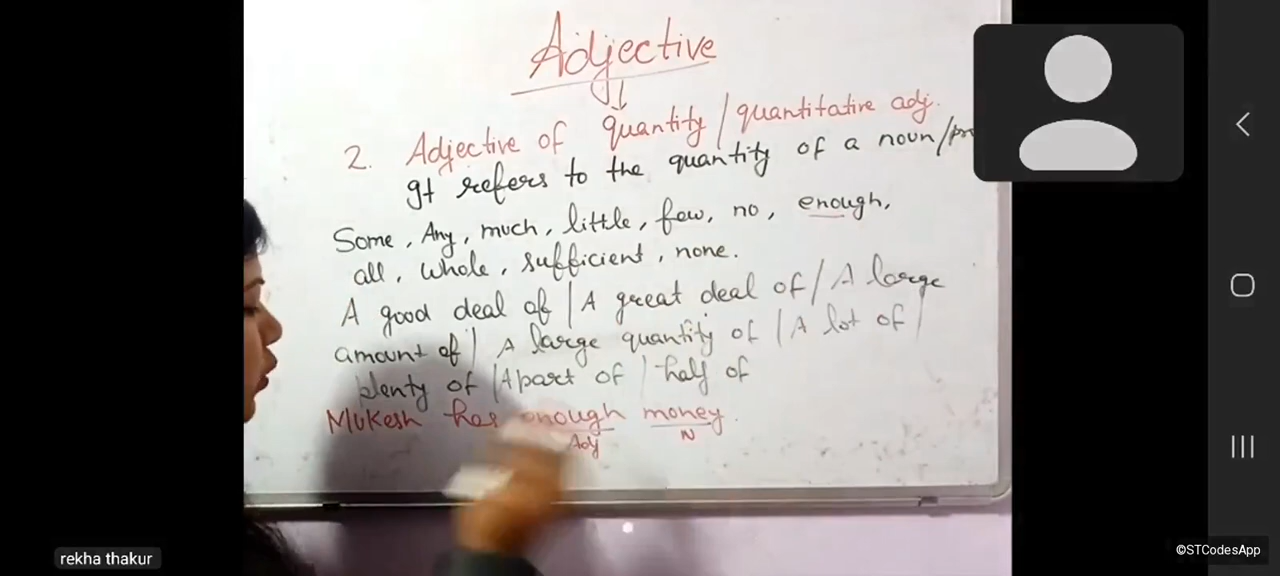 Adjective
2. Adjective of quantity / quantitative adj.
It refers to the quantity of a noun/pro
Some, Any, much, little, few, no, enough,
all, whole, sufficient, none.
A good deal of / A great deal of / A large
amount of / A large quantity of / A lot of /
plenty of / A part of / half of
Mukesh has enough money.
Adj N
rekha thakur
©STCodesApp